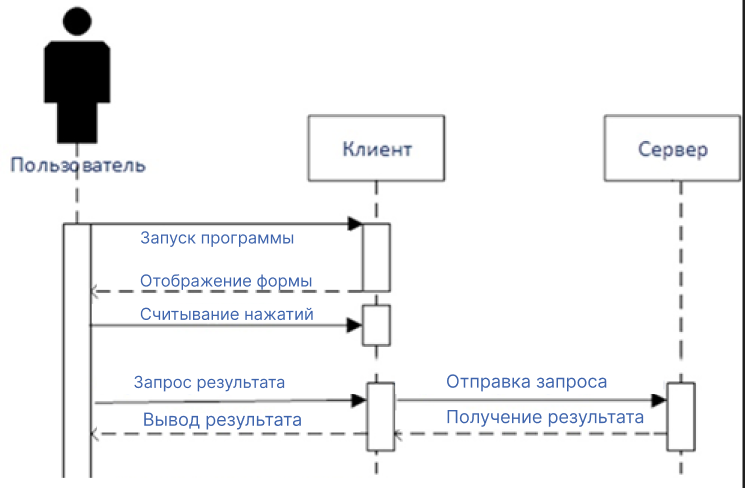 Пользователь
Клиент
Сервер
Запуск программы
Отображение формы
Считывание нажатий
Запрос результата
Отправка запроса
Вывод результата
Получение результата